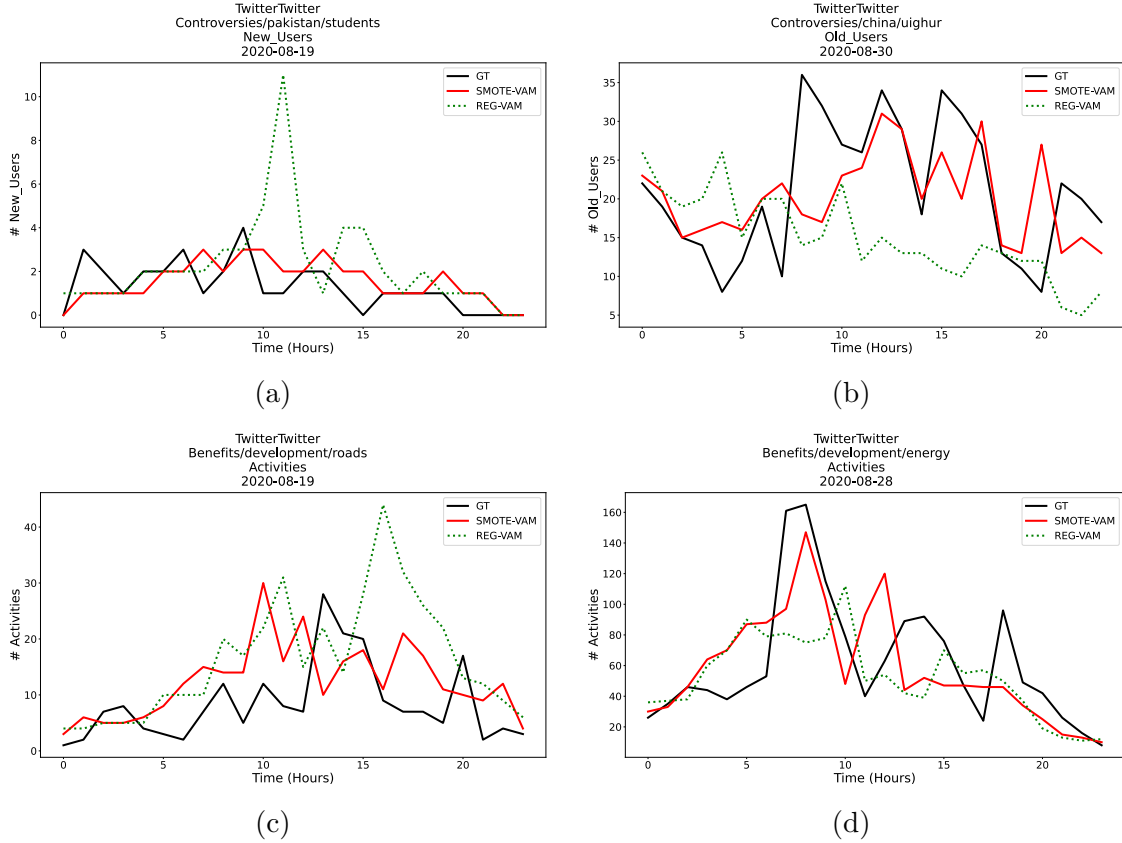 TwitterTwitter
Controversies/pakistan/students
New_Users
2020-08-19
GT
SMOTE-VAM
REG-VAM
# New_Users
10
8
6
4
2
0
0 5 10 15 20
Time (Hours)
(a)
TwitterTwitter
Controversies/china/uighur
Old_Users
2020-08-30
GT
SMOTE-VAM
REG-VAM
# Old_Users
35
30
25
20
15
10
5
0 5 10 15 20
Time (Hours)
(b)
TwitterTwitter
Benefits/development/roads
Activities
2020-08-19
GT
SMOTE-VAM
REG-VAM
# Activities
40
30
20
10
0
0 5 10 15 20
Time (Hours)
(c)
TwitterTwitter
Benefits/development/energy
Activities
2020-08-28
GT
SMOTE-VAM
REG-VAM
# Activities
160
140
120
100
80
60
40
20
0 5 10 15 20
Time (Hours)
(d)